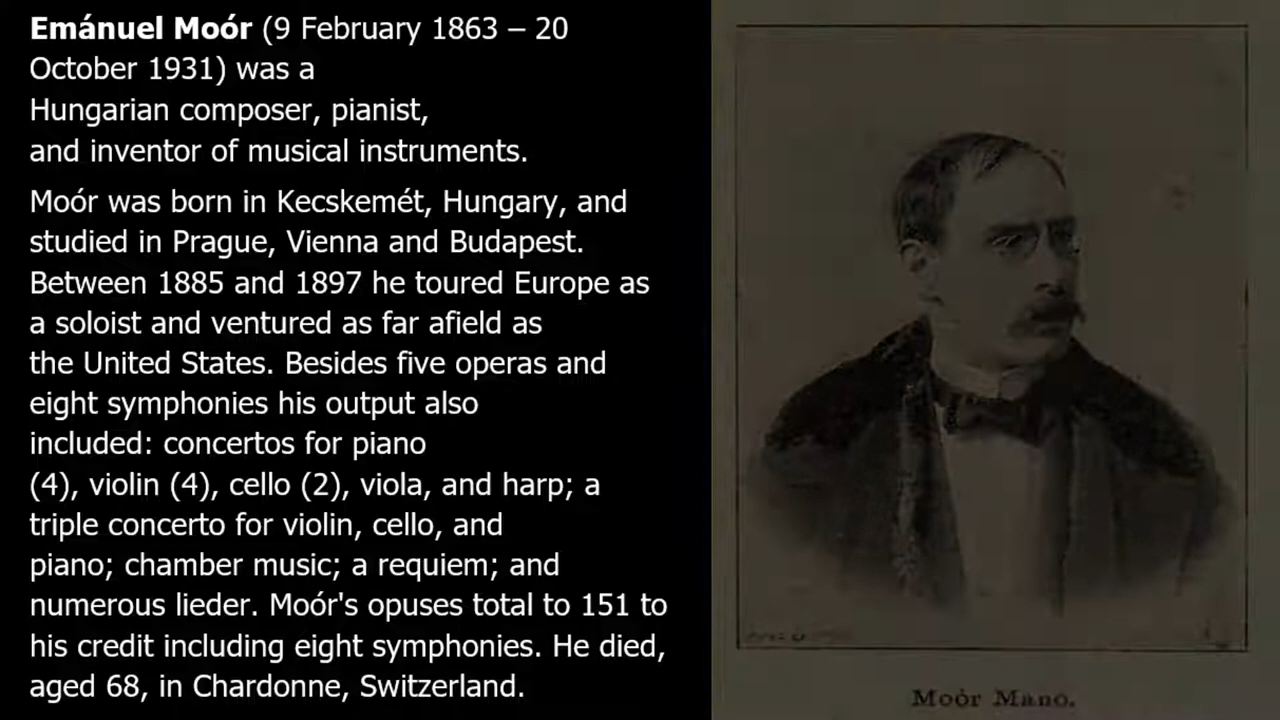 Emánuel Moór (9 February 1863 – 20
October 1931) was a
Hungarian composer, pianist,
and inventor of musical instruments.
Moór was born in Kecskemét, Hungary, and
studied in Prague, Vienna and Budapest.
Between 1885 and 1897 he toured Europe as
a soloist and ventured as far afield as
the United States. Besides five operas and
eight symphonies his output also
included: concertos for piano
(4), violin (4), cello (2), viola, and harp; a
triple concerto for violin, cello, and
piano; chamber music; a requiem; and
numerous lieder. Moór's opuses total to 151 to
his credit including eight symphonies. He died,
aged 68, in Chardonne, Switzerland.
Moór Manó.